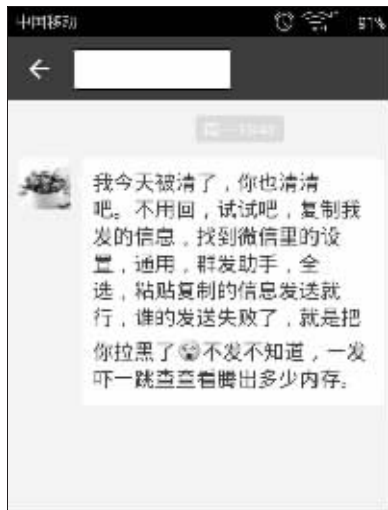 中国移动
91%
我今天被清了，你也清清
吧。不用回，试试吧，复制我
发的信息，找到微信里的设
置，通用，群发助手，全
选，粘贴复制的信息发送就
行，谁的发送失败了，就是把
你拉黑了😰不发不知道，一发
吓一跳查查看腾出多少内存。